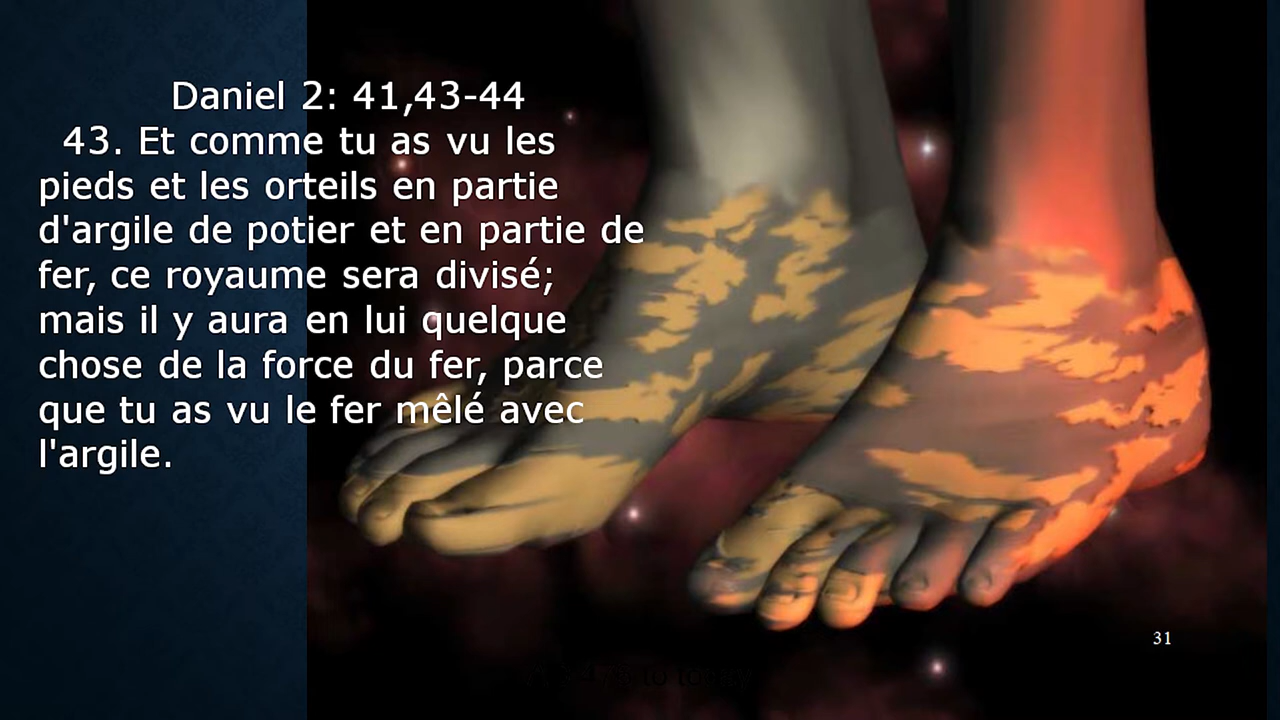 Daniel 2: 41,43-44
43. Et comme tu as vu les
pieds et les orteils en partie
d'argile de potier et en partie de
fer, ce royaume sera divisé;
mais il y aura en lui quelque
chose de la force du fer, parce
que tu as vu le fer mêlé avec
l'argile.
31